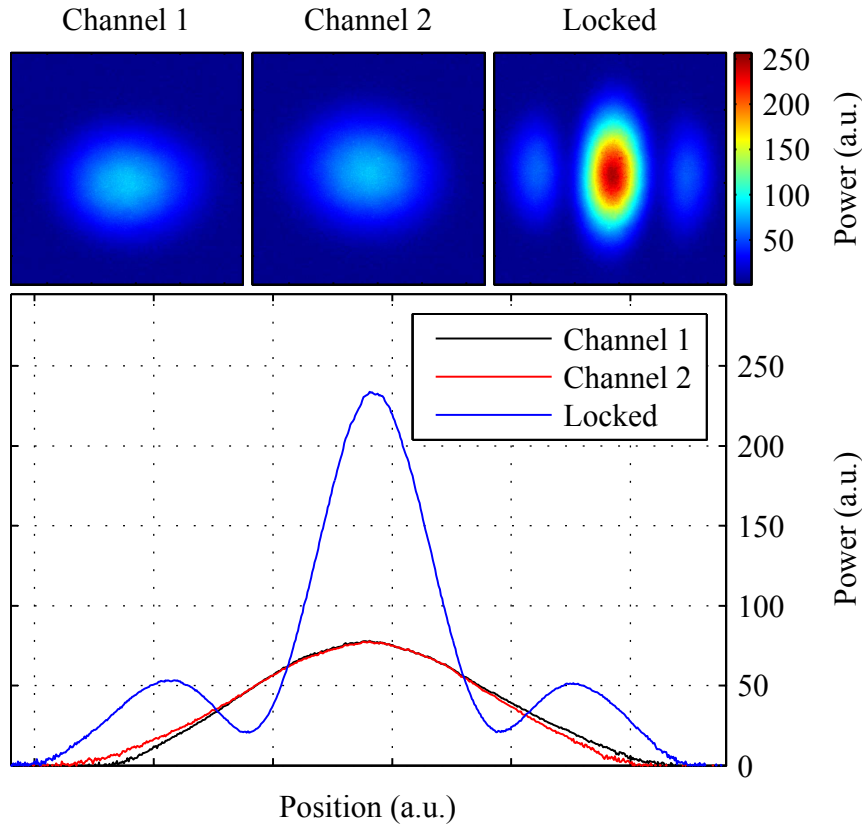 Channel 1
Channel 2
Locked
250
200
150
100
50
Power (a.u.)
Channel 1
Channel 2
Locked
250
200
150
100
50
0
Power (a.u.)
Position (a.u.)